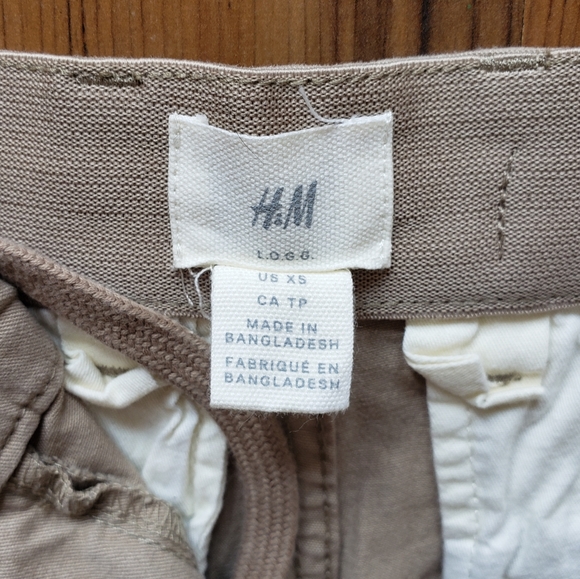 H&M
L.O.G.G.
US XS
CA TP
MADE IN
BANGLADESH
FABRIQUÉ EN
BANGLADESH